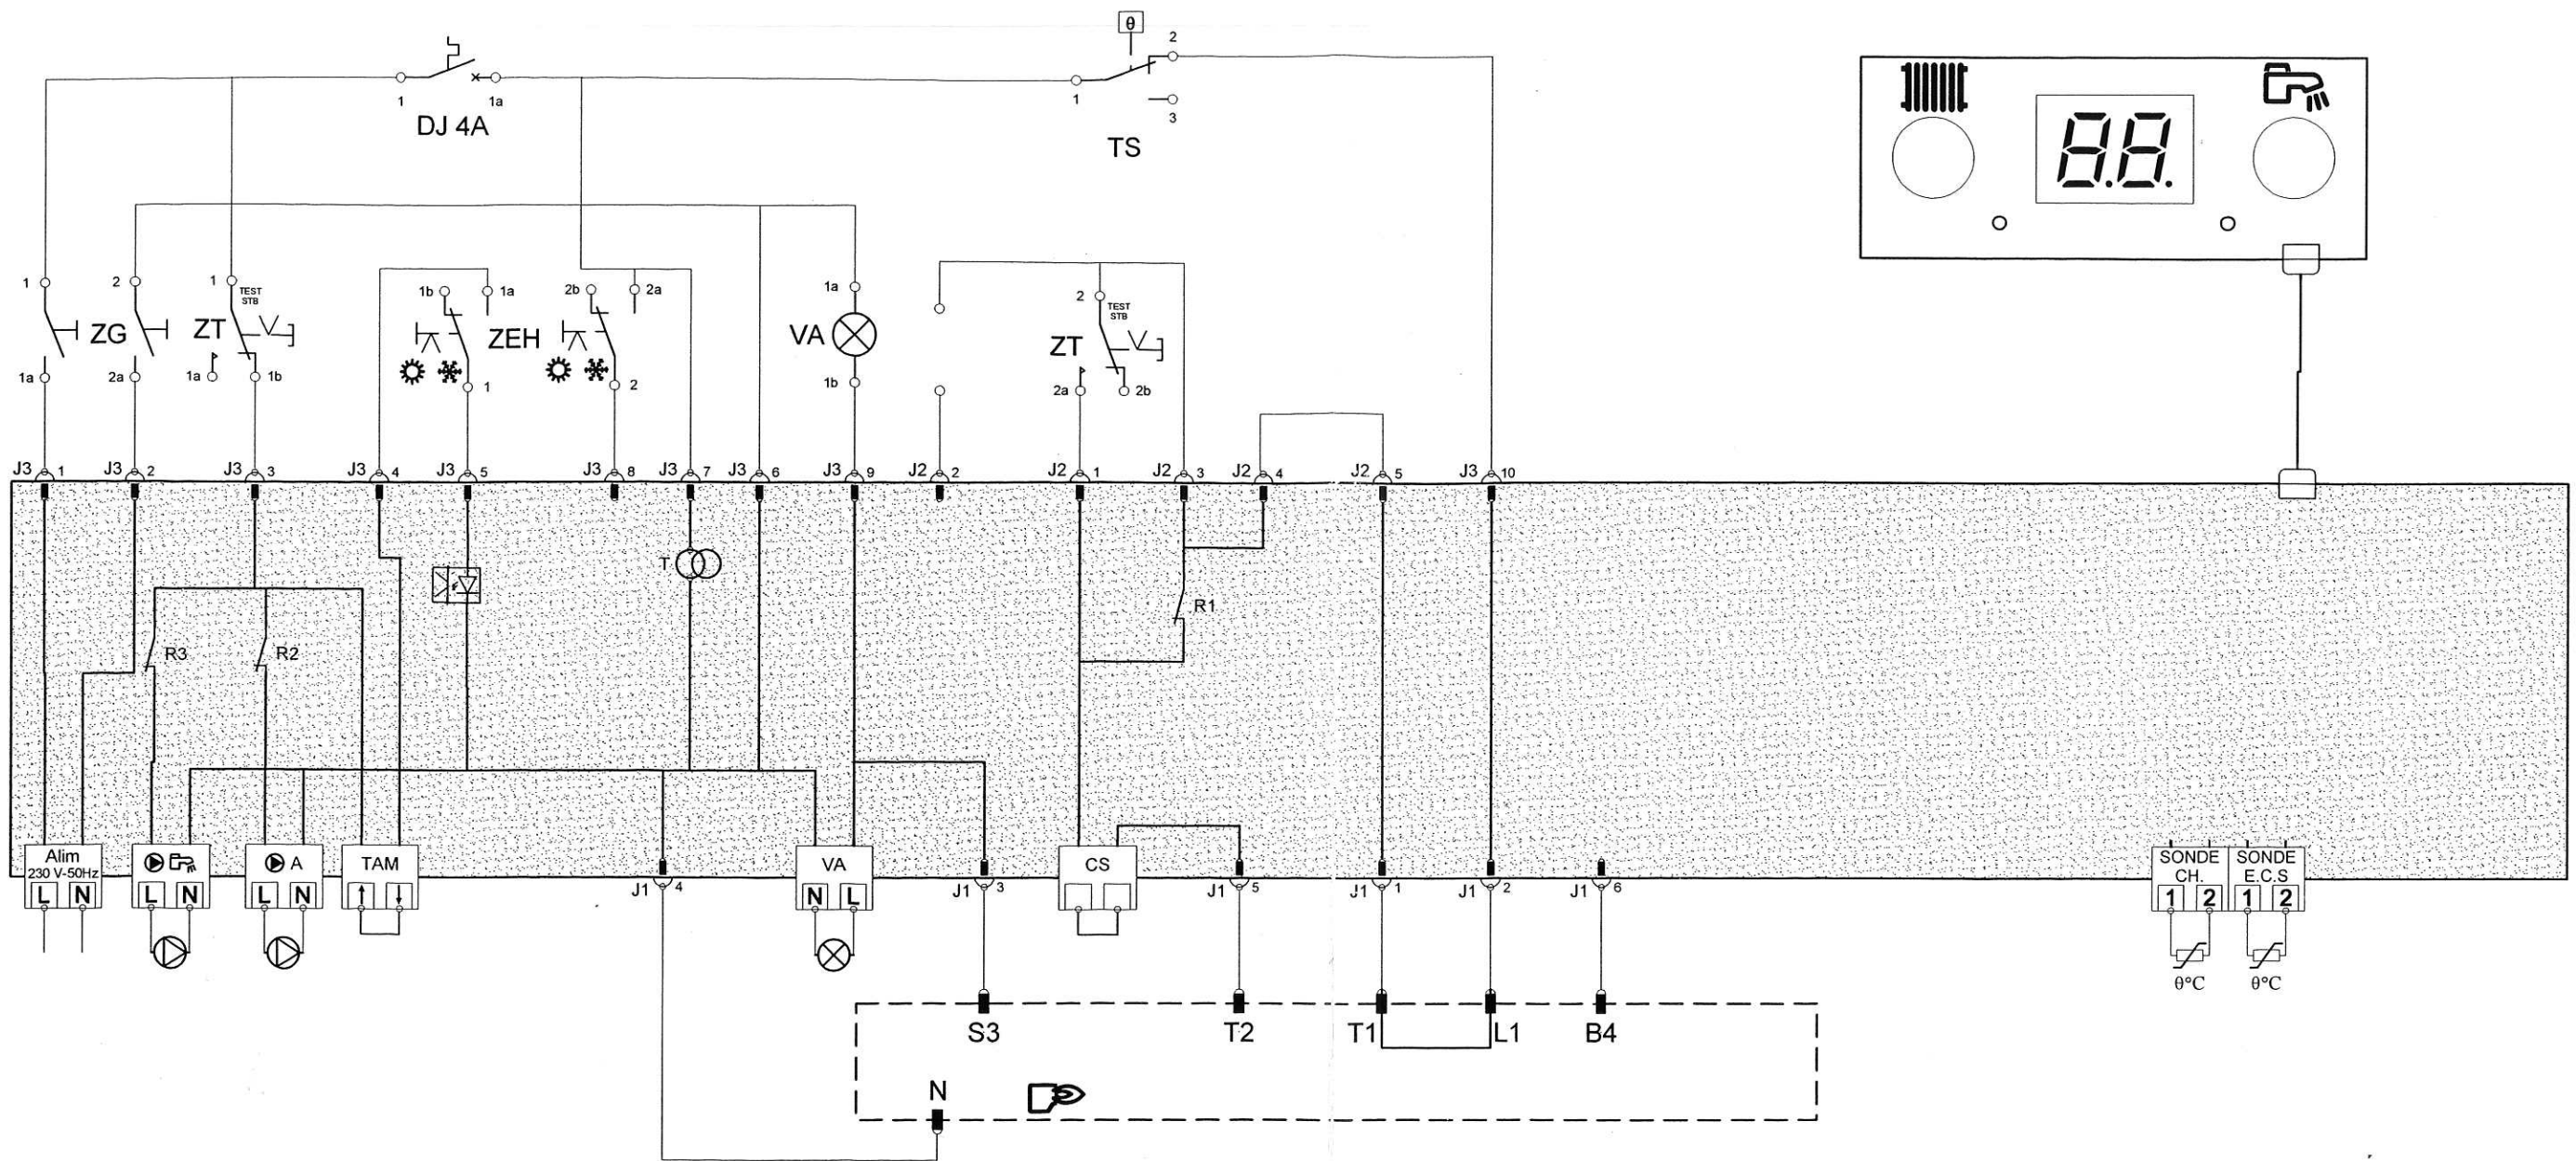 θ
2
1
1a
1
3
DJ 4A
TS
8.8.
1
2
1
TEST
STB
1b
1a
2b
2a
1a
2
TEST
STB
ZG
ZT
ZEH
VA
ZT
1a
2a
1a
1b
1
2
1b
2a
2b
J3 1
J3 2
J3 3
J3 4
J3 5
J3 8
J3 7
J3 6
J3 9
J2 2
J2 1
J2 3
J2 4
J2 5
J3 10
T
R1
R3
R2
Alim
230 V-50Hz
L N
L N
A
L N
TAM
VA
N L
CS
SONDE
CH.
1 2
SONDE
E.C.S
1 2
J1 4
J1 3
J1 5
J1 1
J1 2
J1 6
θ°C
θ°C
S3
T2
T1
L1
B4
N